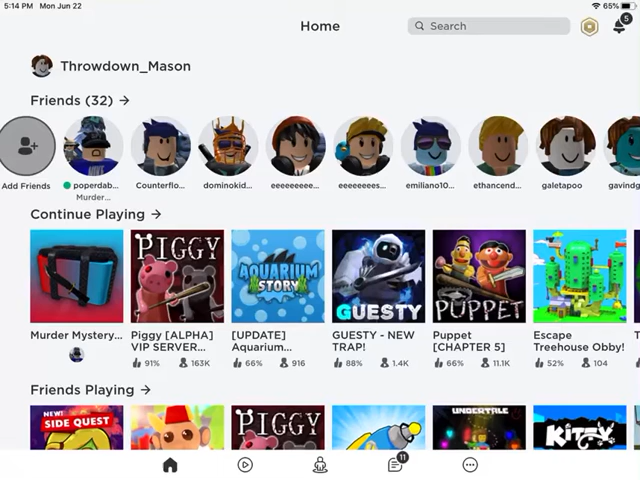 5:14 PM Mon Jun 22
65%
Home
Search
5
Throwdown_Mason
Friends (32) →
Add Friends
poperdab...
Murder...
Counterflo...
dominokid...
eeeeeeee...
eeeeeees...
emiliano10...
ethancend...
galetapoo
gavindg
Continue Playing →
PIGGY
AQUARIUM
STORY
GUESTY
PUPPET
Murder Mystery...
Piggy [ALPHA]
VIP SERVER...
91% 163K
[UPDATE]
Aquarium...
66% 916
GUESTY - NEW
TRAP!
88% 1.4K
Puppet
[CHAPTER 5]
66% 11.1K
Escape
Treehouse Obby!
52% 104
Friends Playing →
NEW!
SIDE QUEST
PIGGY
UNDERTALE
KITTY
11